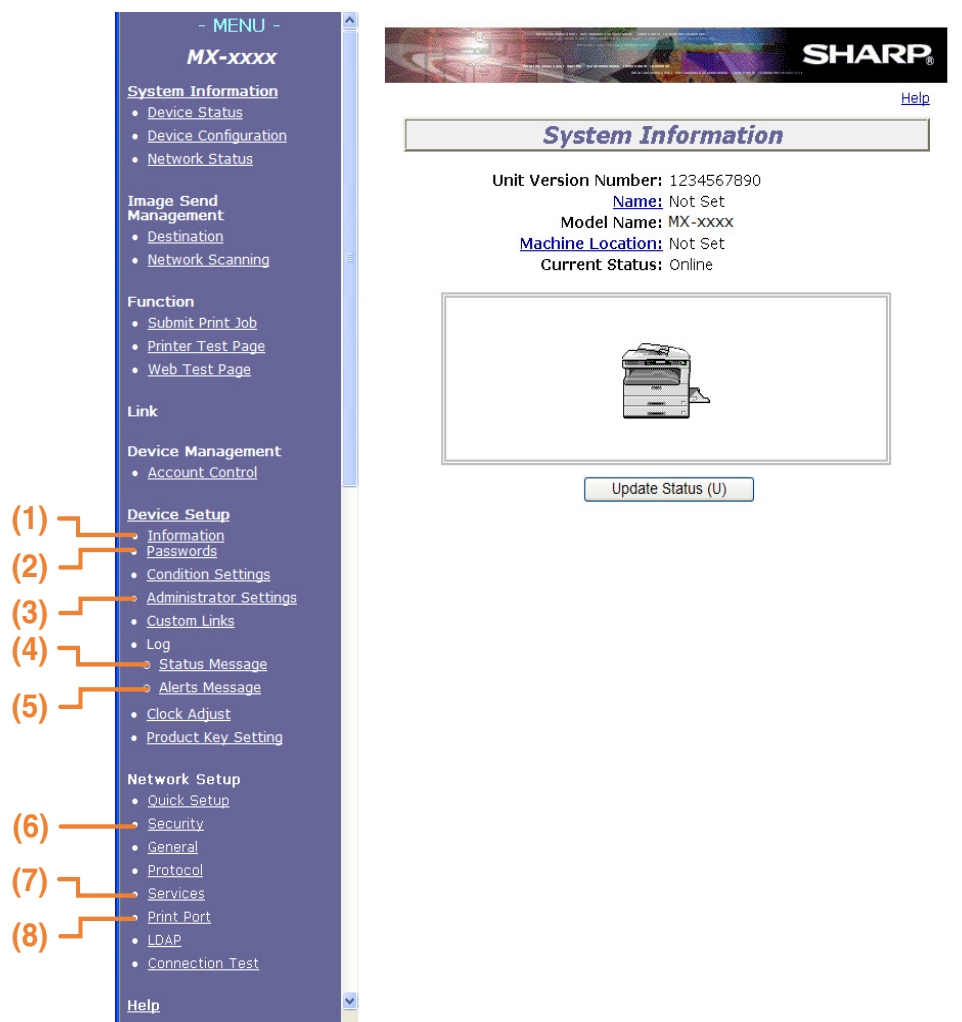 - MENU -
MX-xxxx
System Information
• Device Status
• Device Configuration
• Network Status
Image Send
Management
• Destination
• Network Scanning
Function
• Submit Print Job
• Printer Test Page
• Web Test Page
Link
Device Management
• Account Control
Device Setup
(1)
• Information
(2)
• Passwords
• Condition Settings
(3)
• Administrator Settings
• Custom Links
• Log
(4)
○ Status Message
(5)
○ Alerts Message
• Clock Adjust
• Product Key Setting
Network Setup
• Quick Setup
(6)
• Security
• General
• Protocol
(7)
• Services
(8)
• Print Port
• LDAP
• Connection Test
Help
SHARP®
Help
System Information
Unit Version Number: 1234567890
Name: Not Set
Model Name: MX-xxxx
Machine Location: Not Set
Current Status: Online
Update Status (U)